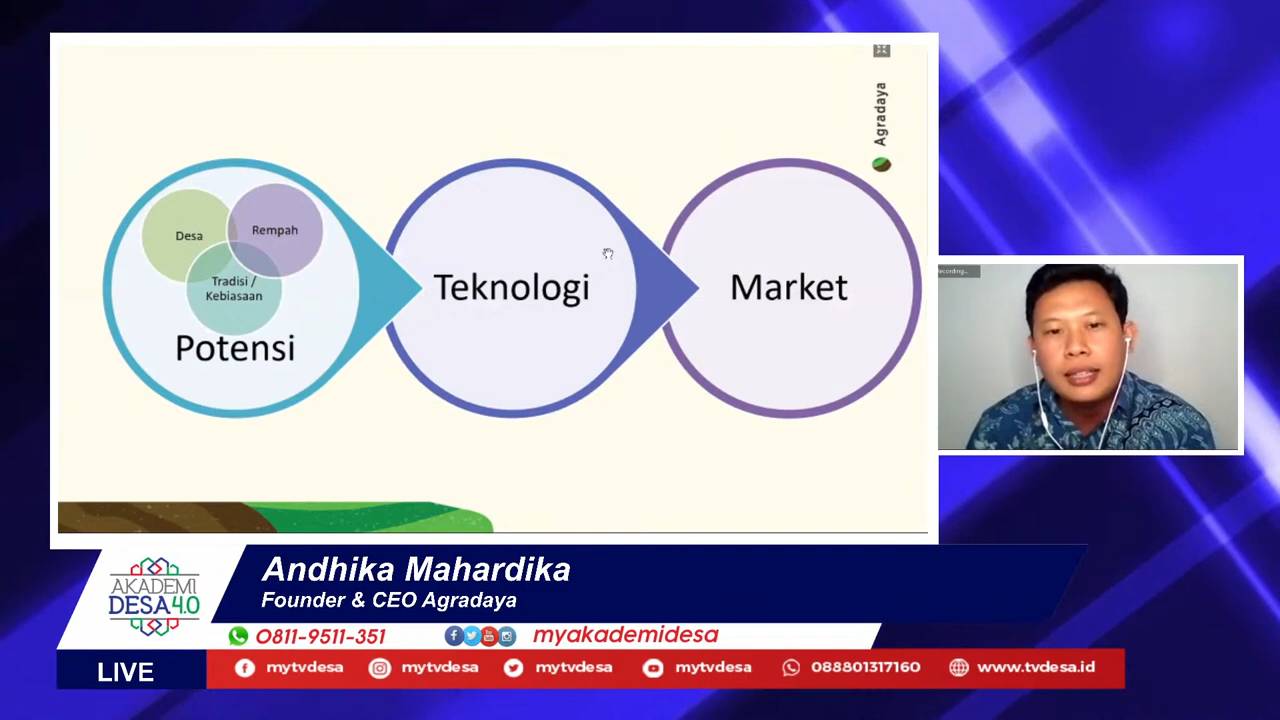 Agradaya
Desa
Rempah
Tradisi /
Kebiasaan
Potensi
Teknologi
Market
ecording...
Andhika Mahardika
Founder & CEO Agradaya
AKADEMI
DESA 4.0
0811-9511-351
myakademidesa
LIVE
mytvdesa
mytvdesa
mytvdesa
mytvdesa
088801317160
www.tvdesa.id